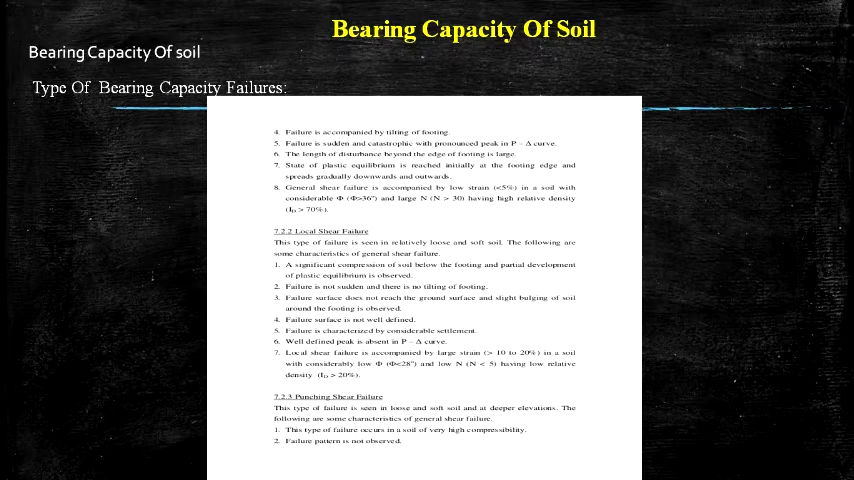 Bearing Capacity Of Soil
Bearing Capacity Of soil
Type Of Bearing Capacity Failures:
4. Failure is accompanied by tilting of footing.
5. Failure is sudden and catastrophic with pronounced peak in P – Δ curve.
6. The length of disturbance beyond the edge of footing is large.
7. State of plastic equilibrium is reached initially at the footing edge and
spreads gradually downwards and outwards.
8. General shear failure is accompanied by low strain (<5%) in a soil with
considerable Φ (Φ>36°) and large N (N > 30) having high relative density
(I_D > 70%).
7.2.2 Local Shear Failure
This type of failure is seen in relatively loose and soft soil. The following are
some characteristics of general shear failure.
1. A significant compression of soil below the footing and partial development
of plastic equilibrium is observed.
2. Failure is not sudden and there is no tilting of footing.
3. Failure surface does not reach the ground surface and slight bulging of soil
around the footing is observed.
4. Failure surface is not well defined.
5. Failure is characterized by considerable settlement.
6. Well defined peak is absent in P – Δ curve.
7. Local shear failure is accompanied by large strain (> 10 to 20%) in a soil
with considerably low Φ (Φ<28°) and low N (N < 5) having low relative
density (I_D > 20%).
7.2.3 Punching Shear Failure
This type of failure is seen in loose and soft soil and at deeper elevations. The
following are some characteristics of general shear failure.
1. This type of failure occurs in a soil of very high compressibility.
2. Failure pattern is not observed.